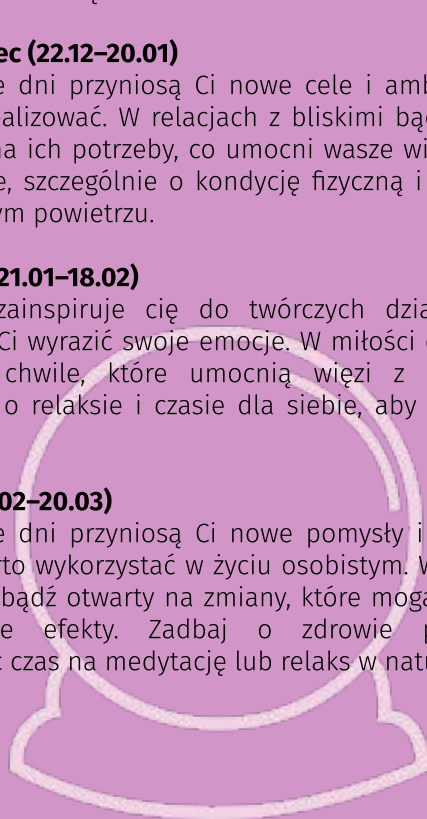 ec (22.12–20.01)
e dni przyniosą Ci nowe cele i amb
ealizować. W relacjach z bliskimi bą
na ich potrzeby, co umocni wasze wi
e, szczególnie o kondycję fizyczną i
ym powietrzu.
21.01–18.02)
zainspiruje cię do twórczych dzia
Ci wyrazić swoje emocje. W miłości
chwile, które umocnią więzi z
o relaksie i czasie dla siebie, aby
02–20.03)
e dni przyniosą Ci nowe pomysły i
rto wykorzystać w życiu osobistym. W
bądź otwarty na zmiany, które mogą
e efekty. Zadbaj o zdrowie p
czas na medytację lub relaks w natu